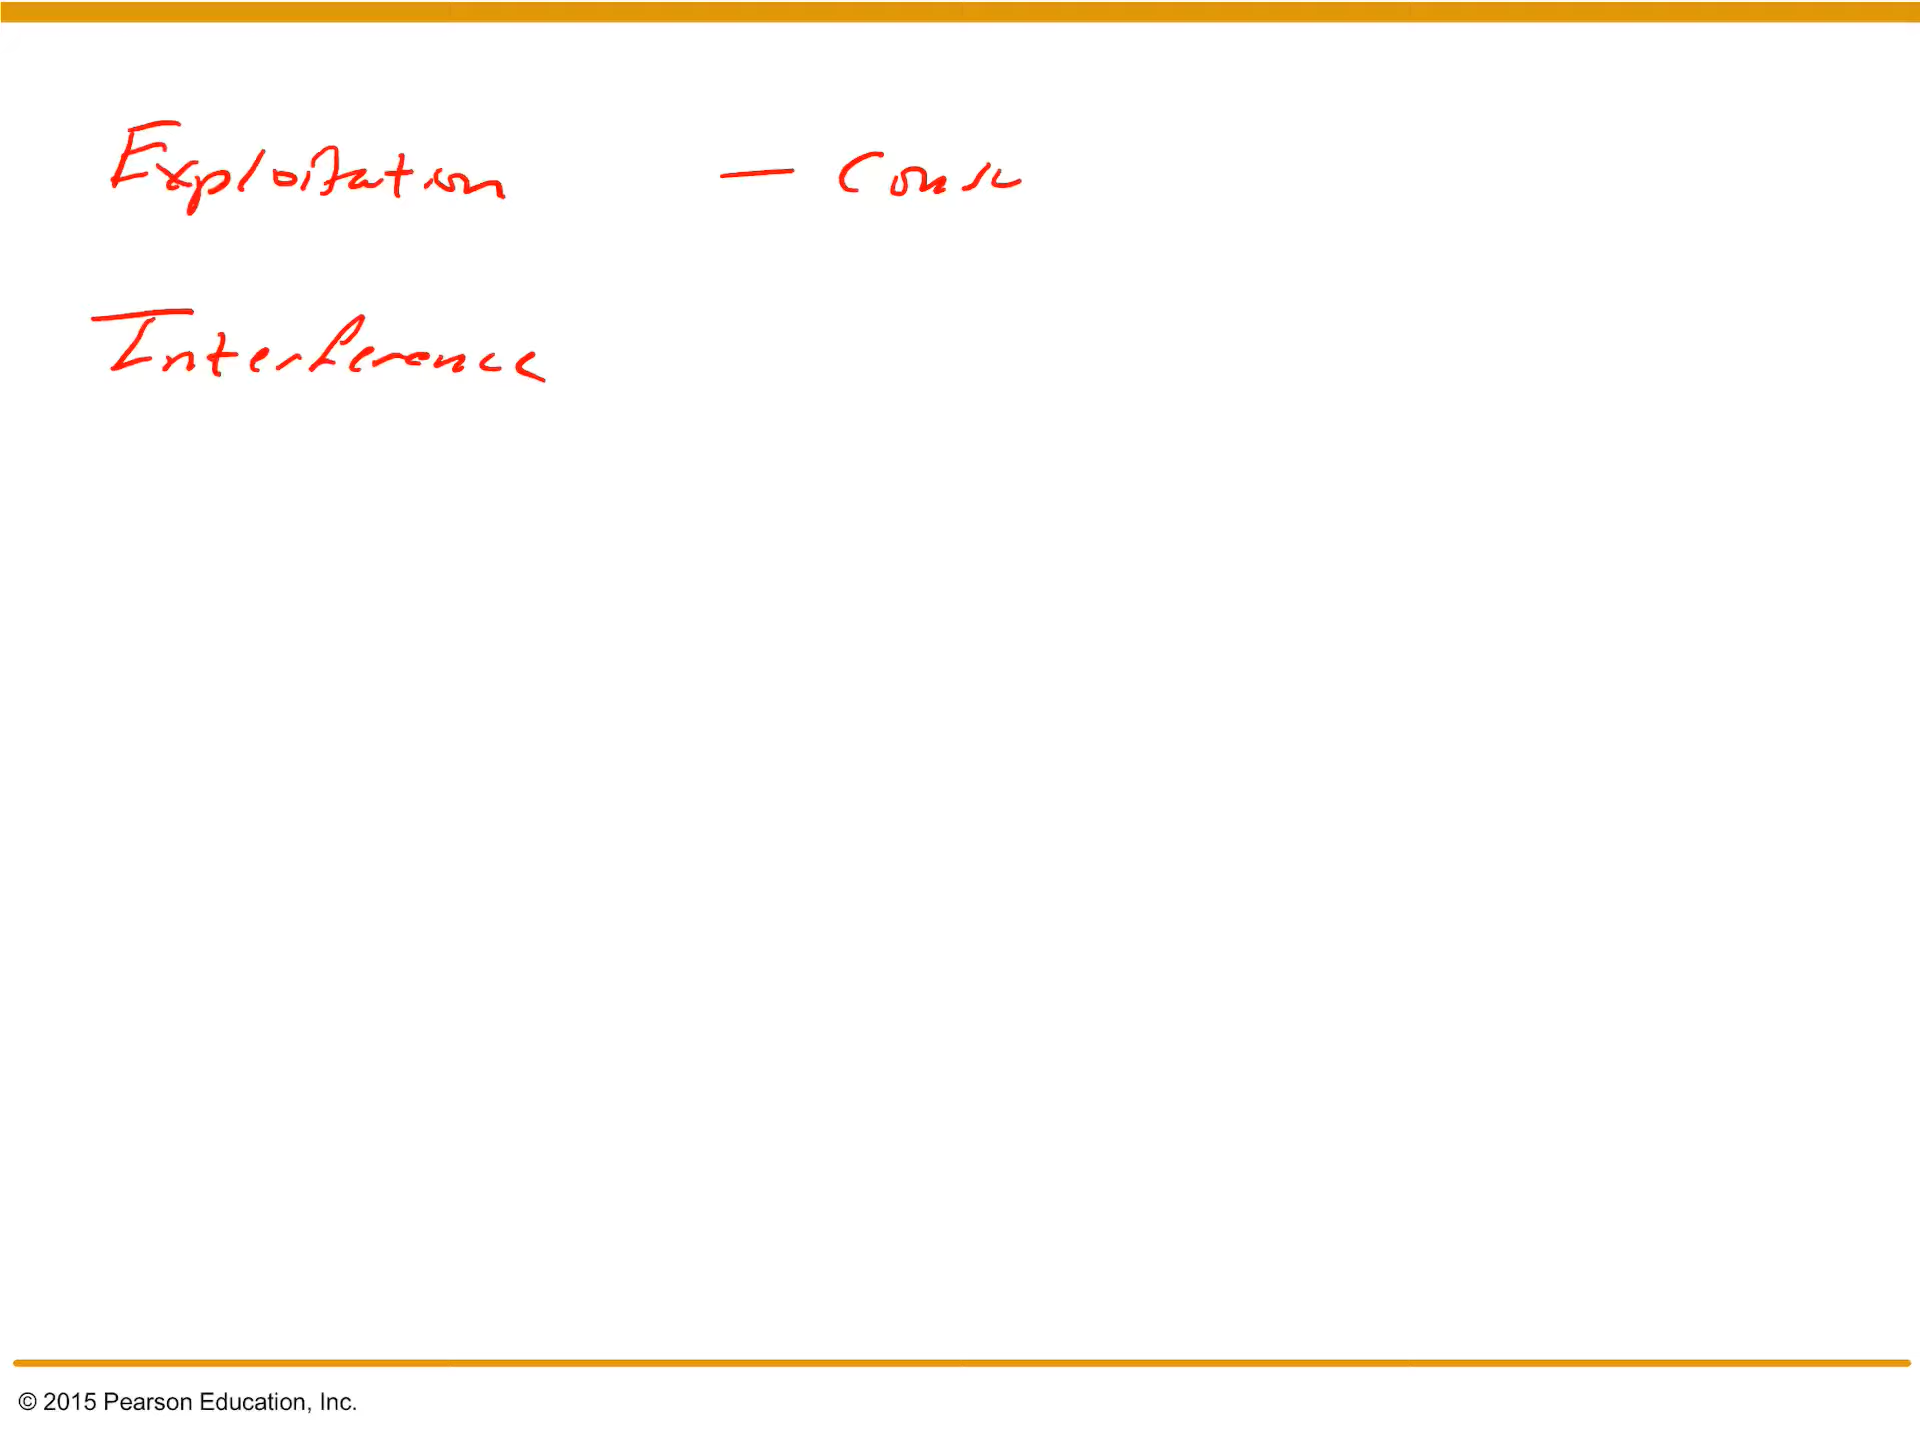 Exploitation — Consu
Interference
© 2015 Pearson Education, Inc.